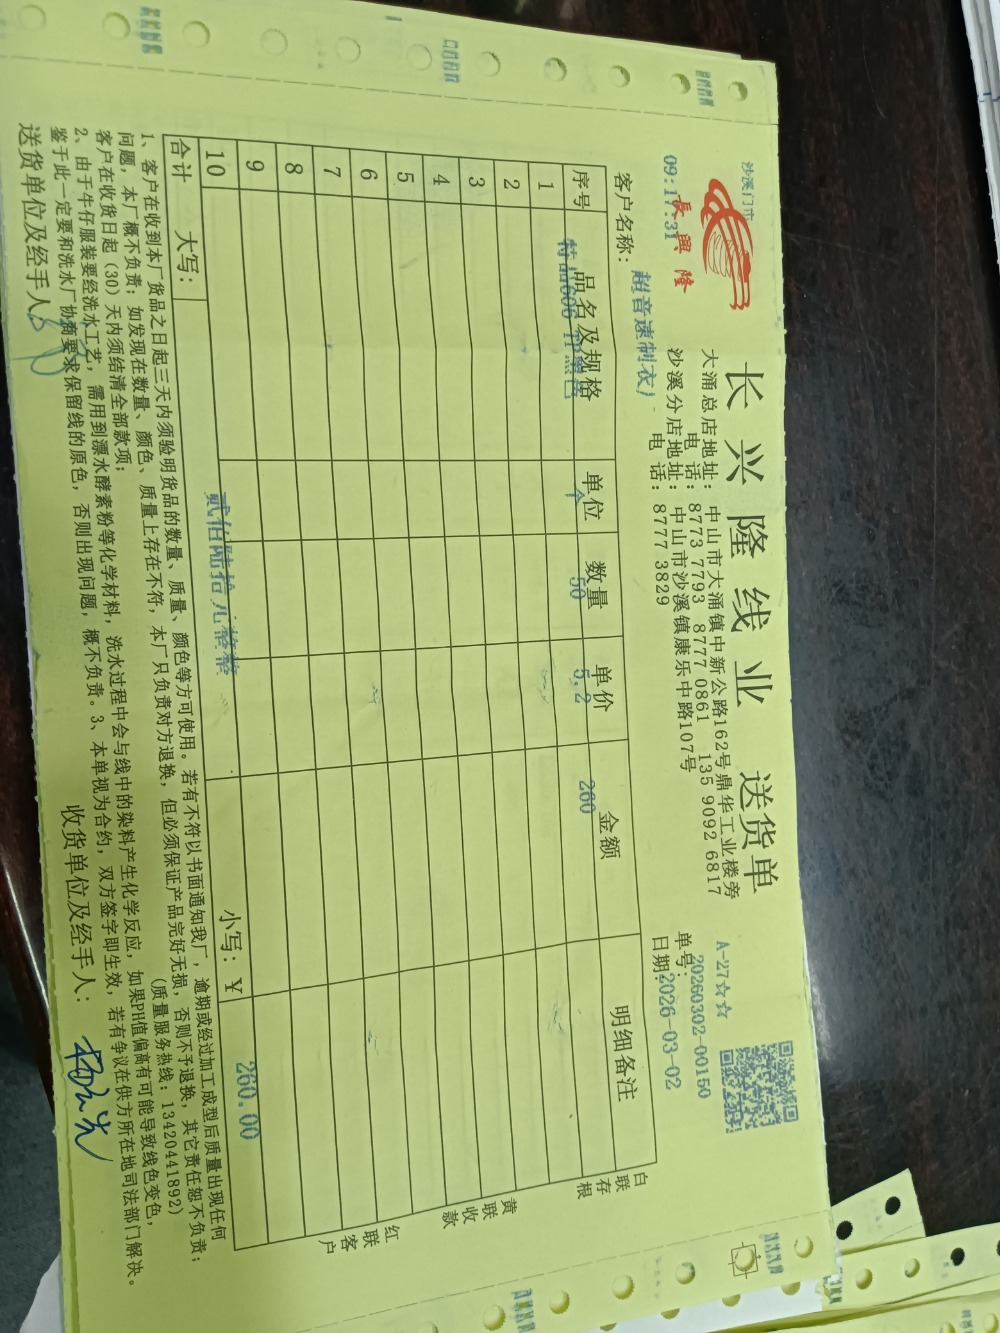 沙溪门市
09:17:31
長興隆
长兴隆线业 送货单
大涌总店地址：中山市大涌镇中新公路162号鼎华工业楼旁
电 话：8773 7793 8777 0861 135 9092 6817
沙溪分店地址：中山市沙溪镇康乐中路107号
电 话：8777 3829
A-27☆☆
单号：20260302-00150
日期：2026-03-02
客户名称：超音速制衣厂
序号 品名及规格 单位 数量 单价 金额 明细备注
1 特品606 黑色 个 50 5.2 260
2
3
4
5
6
7
8
9
10
合计 大写： 贰佰陆拾元整整 小写：¥ 260.00
白联存根
黄联收款
红联客户
1、客户在收到本厂货品之日起三天内须验明货品的数量、质量、颜色等方可使用。若有不符以书面通知我厂，逾期或经过加工成型后质量出现任何
问题，本厂概不负责；如发现在数量、颜色、质量上存在不符，本厂只负责对方退换，但必须保证产品完好无损，否则不予退换，其它责任恕不负责；
客户在收货日起（30）天内须结清全部款项； （质量服务热线：13420441892）
2、由于牛仔服装要经洗水工艺，需用到漂水酵素粉等化学材料，洗水过程中会与线中的染料产生化学反应，如果PH值偏离有可能导致线色变色，
鉴于此一定要和洗水厂协商要求保留线的原色，否则出现问题，概不负责。3、本单视为合约，双方签字即生效，若有争议在供方所在地司法部门解决。
送货单位及经手人： 收货单位及经手人：